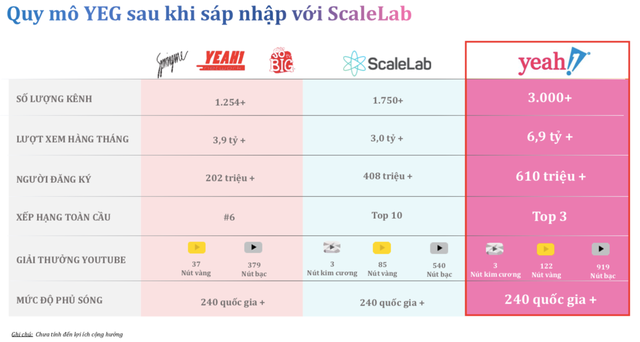 Quy mô YEG sau khi sáp nhập với ScaleLab
Springme YEAH1 SO BIG ScaleLab yeah1
SỐ LƯỢNG KÊNH 1.254+ 1.750+ 3.000+
LƯỢT XEM HÀNG THÁNG 3,9 tỷ + 3,0 tỷ + 6,9 tỷ +
NGƯỜI ĐĂNG KÝ 202 triệu + 408 triệu + 610 triệu +
XẾP HẠNG TOÀN CẦU #6 Top 10 Top 3
GIẢI THƯỞNG YOUTUBE
37 379 3 85 540 3 122 919
Nút vàng Nút bạc Nút kim cương Nút vàng Nút bạc Nút kim cương Nút vàng Nút bạc
MỨC ĐỘ PHỦ SÓNG 240 quốc gia + 240 quốc gia + 240 quốc gia +
Ghi chú: Chưa tính đến lợi ích cộng hưởng